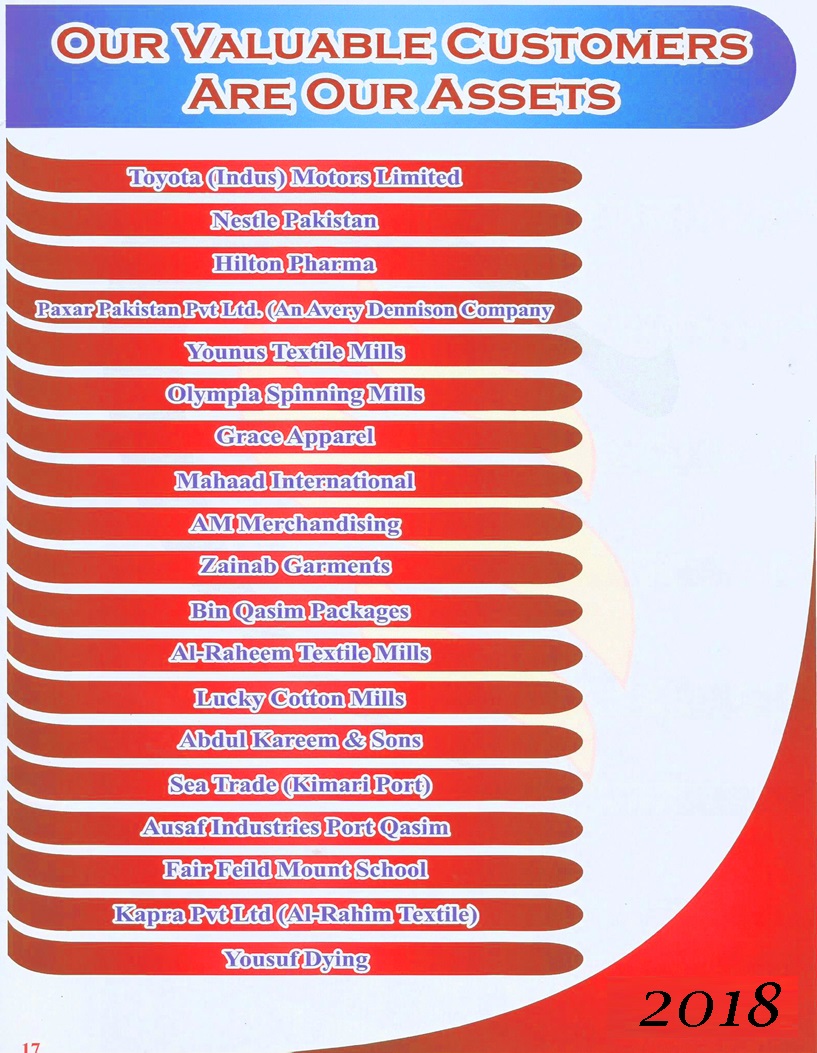 OUR VALUABLE CUSTOMERS
ARE OUR ASSETS
Toyota (Indus) Motors Limited
Nestle Pakistan
Hilton Pharma
Paxar Pakistan Pvt Ltd. (An Avery Dennison Company
Younus Textile Mills
Olympia Spinning Mills
Grace Apparel
Mahaad International
AM Merchandising
Zainab Garments
Bin Qasim Packages
Al-Raheem Textile Mills
Lucky Cotton Mills
Abdul Kareem & Sons
Sea Trade (Kimari Port)
Ausaf Industries Port Qasim
Fair Feild Mount School
Kapra Pvt Ltd (Al-Rahim Textile)
Yousuf Dying
2018
17